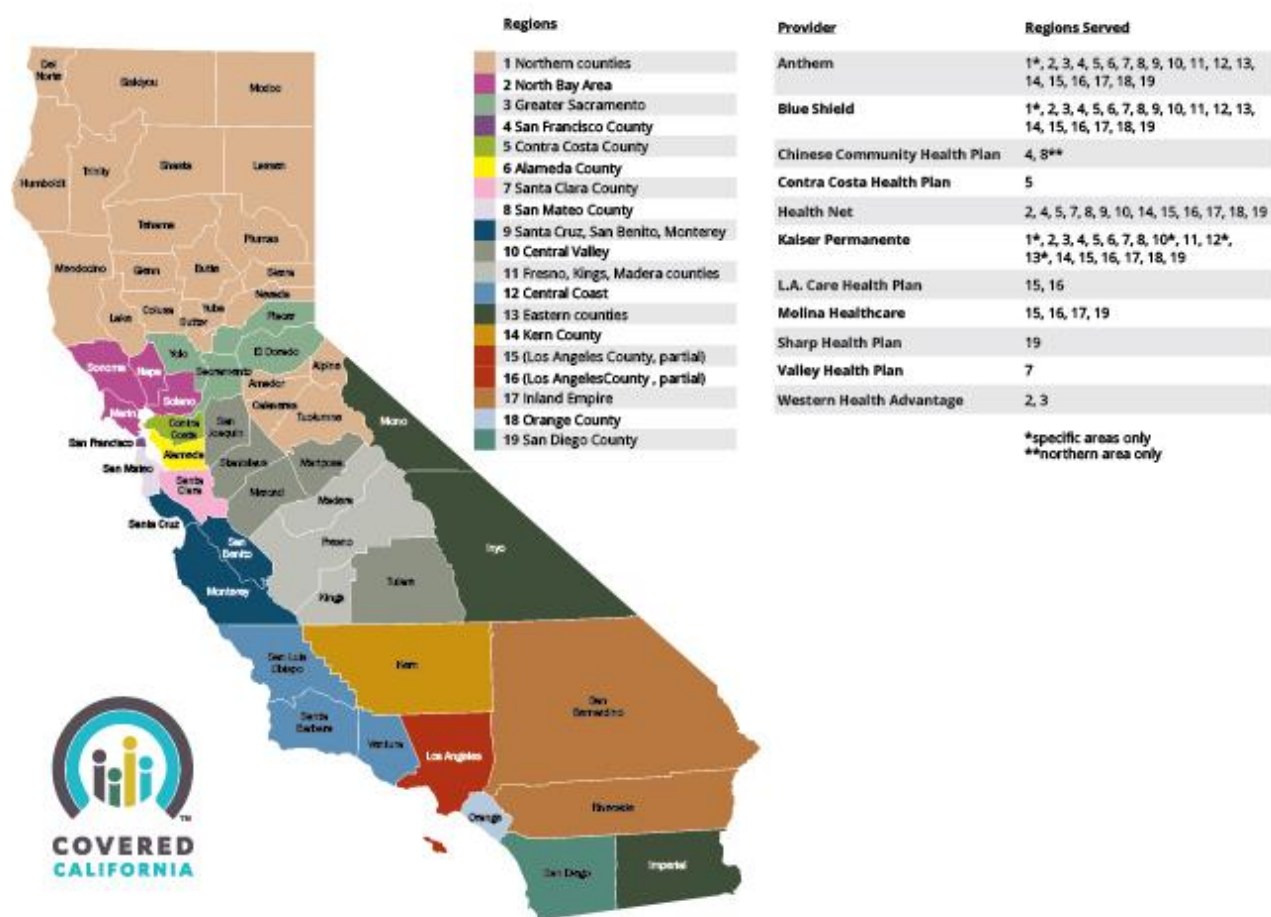 Regions
1 Northern counties
2 North Bay Area
3 Greater Sacramento
4 San Francisco County
5 Contra Costa County
6 Alameda County
7 Santa Clara County
8 San Mateo County
9 Santa Cruz, San Benito, Monterey
10 Central Valley
11 Fresno, Kings, Madera counties
12 Central Coast
13 Eastern counties
14 Kern County
15 (Los Angeles County, partial)
16 (Los AngelesCounty , partial)
17 Inland Empire
18 Orange County
19 San Diego County
Provider Regions Served
Anthem 1*, 2, 3, 4, 5, 6, 7, 8, 9, 10, 11, 12, 13,
14, 15, 16, 17, 18, 19
Blue Shield 1*, 2, 3, 4, 5, 6, 7, 8, 9, 10, 11, 12, 13,
14, 15, 16, 17, 18, 19
Chinese Community Health Plan 4, 8**
Contra Costa Health Plan 5
Health Net 2, 4, 5, 7, 8, 9, 10, 14, 15, 16, 17, 18, 19
Kaiser Permanente 1*, 2, 3, 4, 5, 6, 7, 8, 10*, 11, 12*,
13*, 14, 15, 16, 17, 18, 19
L.A. Care Health Plan 15, 16
Molina Healthcare 15, 16, 17, 19
Sharp Health Plan 19
Valley Health Plan 7
Western Health Advantage 2, 3
*specific areas only
**northern area only
Del
Norte
Siskiyou
Modoc
Humboldt
Trinity
Shasta
Lassen
Tehama
Plumas
Mendocino
Glenn
Butte
Sierra
Nevada
Lake
Colusa
Sutter
Yuba
Placer
Sonoma
Napa
Yolo
El Dorado
Sacramento
Solano
Marin
Amador
Alpine
Calaveras
Tuolumne
Mono
Contra
Costa
San
Joaquin
San Francisco
Alameda
San Mateo
Stanislaus
Mariposa
Santa
Clara
Merced
Madera
Santa Cruz
San
Benito
Fresno
Inyo
Monterey
Kings
Tulare
San Luis
Obispo
Kern
San
Bernardino
Santa
Barbara
Ventura
Los Angeles
Orange
Riverside
San Diego
Imperial
TM
COVERED
CALIFORNIA